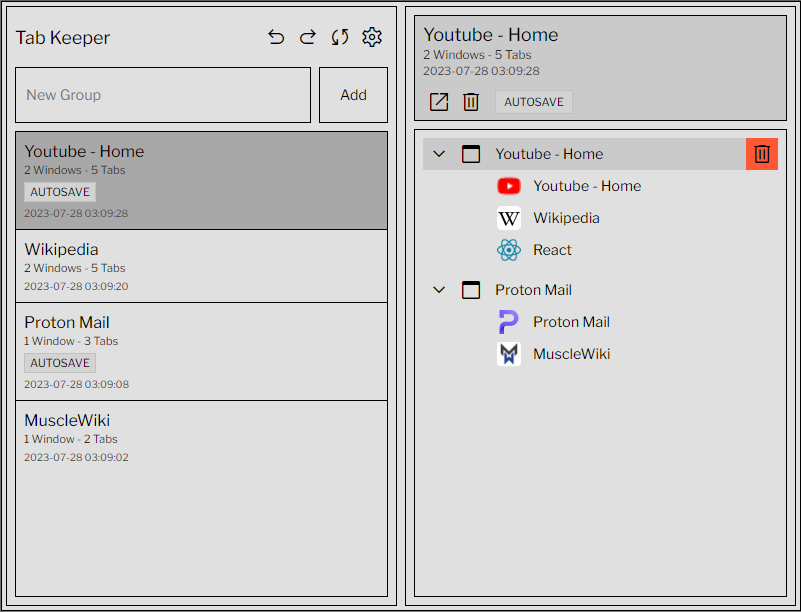 Tab Keeper
New Group
Add
Youtube - Home
2 Windows - 5 Tabs
AUTOSAVE
2023-07-28 03:09:28
Wikipedia
2 Windows - 5 Tabs
2023-07-28 03:09:20
Proton Mail
1 Window - 3 Tabs
AUTOSAVE
2023-07-28 03:09:08
MuscleWiki
1 Window - 2 Tabs
2023-07-28 03:09:02
Youtube - Home
2 Windows - 5 Tabs
2023-07-28 03:09:28
AUTOSAVE
Youtube - Home
Youtube - Home
W Wikipedia
React
Proton Mail
Proton Mail
MuscleWiki